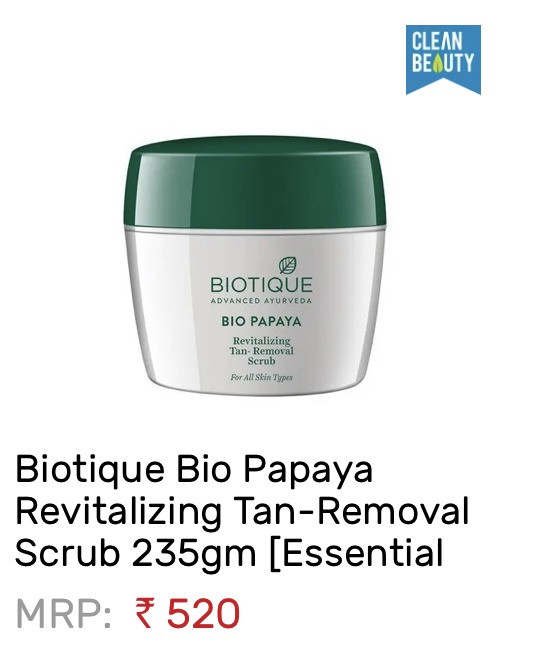 CLEAN
BEAUTY
BIOTIQUE
ADVANCED AYURVEDA
BIO PAPAYA
Revitalizing
Tan- Removal
Scrub
For All Skin Types
Biotique Bio Papaya
Revitalizing Tan-Removal
Scrub 235gm [Essential
MRP: ₹ 520